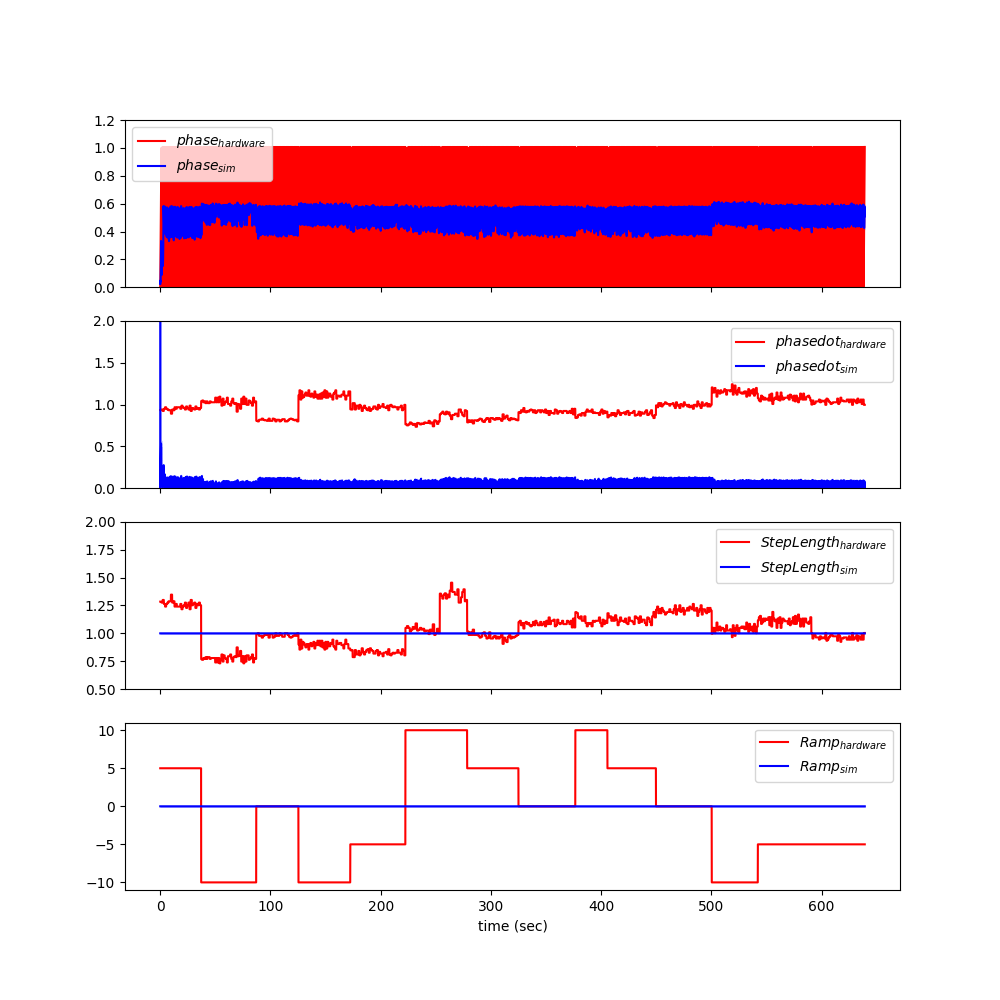 1.2
1.0
0.8
0.6
0.4
0.2
0.0
phase_hardware
phase_sim
2.0
1.5
1.0
0.5
0.0
phasedot_hardware
phasedot_sim
2.00
1.75
1.50
1.25
1.00
0.75
0.50
StepLength_hardware
StepLength_sim
10
5
0
−5
−10
Ramp_hardware
Ramp_sim
0 100 200 300 400 500 600
time (sec)